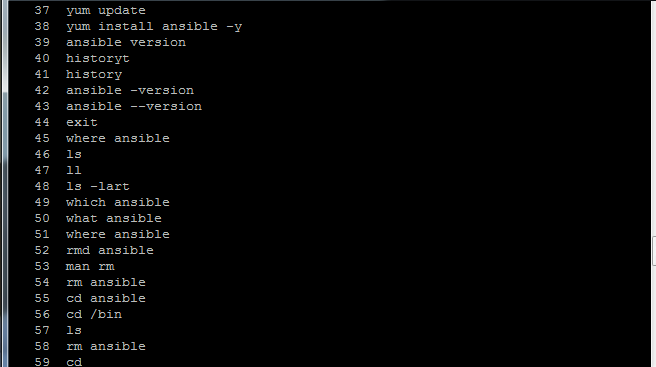 37 yum update
38 yum install ansible -y
39 ansible version
40 historyt
41 history
42 ansible -version
43 ansible --version
44 exit
45 where ansible
46 ls
47 ll
48 ls -lart
49 which ansible
50 what ansible
51 where ansible
52 rmd ansible
53 man rm
54 rm ansible
55 cd ansible
56 cd /bin
57 ls
58 rm ansible
59 cd